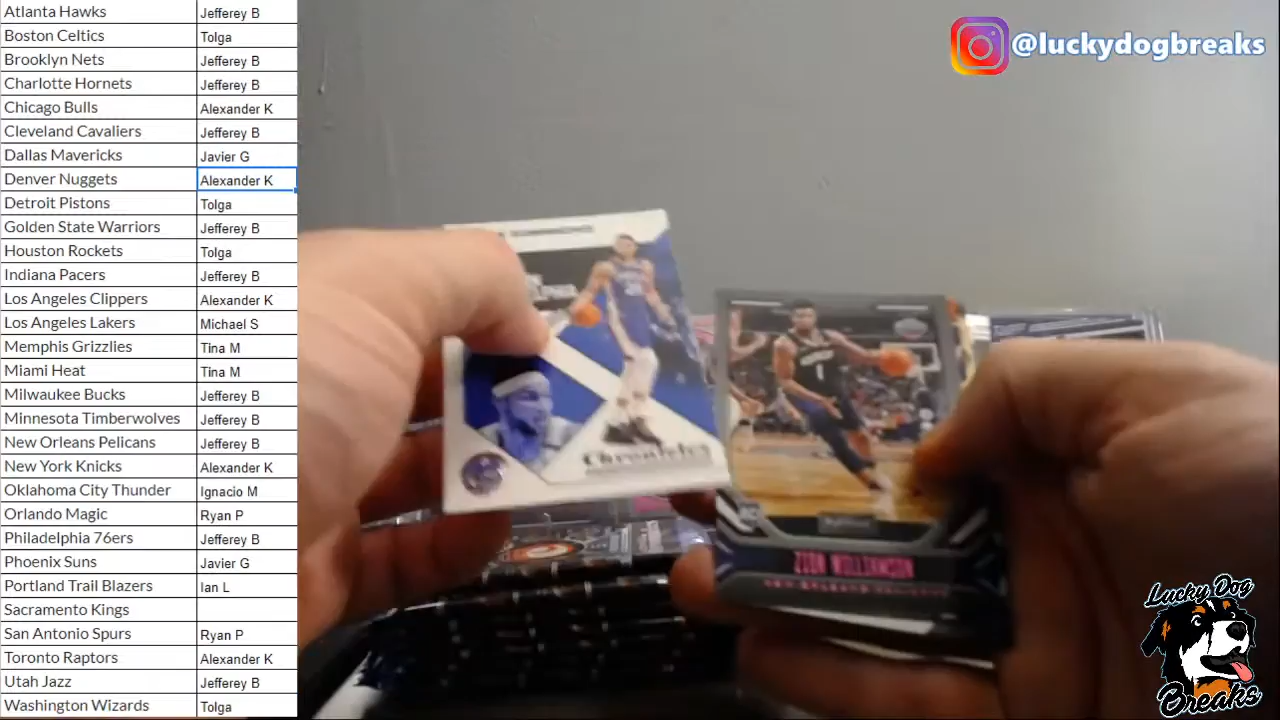 Atlanta Hawks Jefferey B
Boston Celtics Tolga
Brooklyn Nets Jefferey B
Charlotte Hornets Jefferey B
Chicago Bulls Alexander K
Cleveland Cavaliers Jefferey B
Dallas Mavericks Javier G
Denver Nuggets Alexander K
Detroit Pistons Tolga
Golden State Warriors Jefferey B
Houston Rockets Tolga
Indiana Pacers Jefferey B
Los Angeles Clippers Alexander K
Los Angeles Lakers Michael S
Memphis Grizzlies Tina M
Miami Heat Tina M
Milwaukee Bucks Jefferey B
Minnesota Timberwolves Jefferey B
New Orleans Pelicans Jefferey B
New York Knicks Alexander K
Oklahoma City Thunder Ignacio M
Orlando Magic Ryan P
Philadelphia 76ers Jefferey B
Phoenix Suns Javier G
Portland Trail Blazers Ian L
Sacramento Kings
San Antonio Spurs Ryan P
Toronto Raptors Alexander K
Utah Jazz Jefferey B
Washington Wizards Tolga
@luckydogbreaks
Chronicles
1
ZION WILLIAMSON
Lucky Dog
Breaks